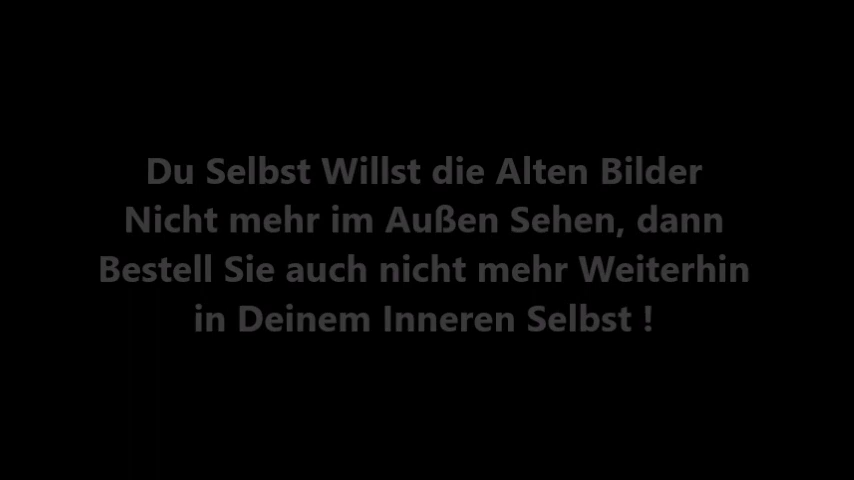 Du Selbst Willst die Alten Bilder
Nicht mehr im Außen Sehen, dann
Bestell Sie auch nicht mehr Weiterhin
in Deinem Inneren Selbst !